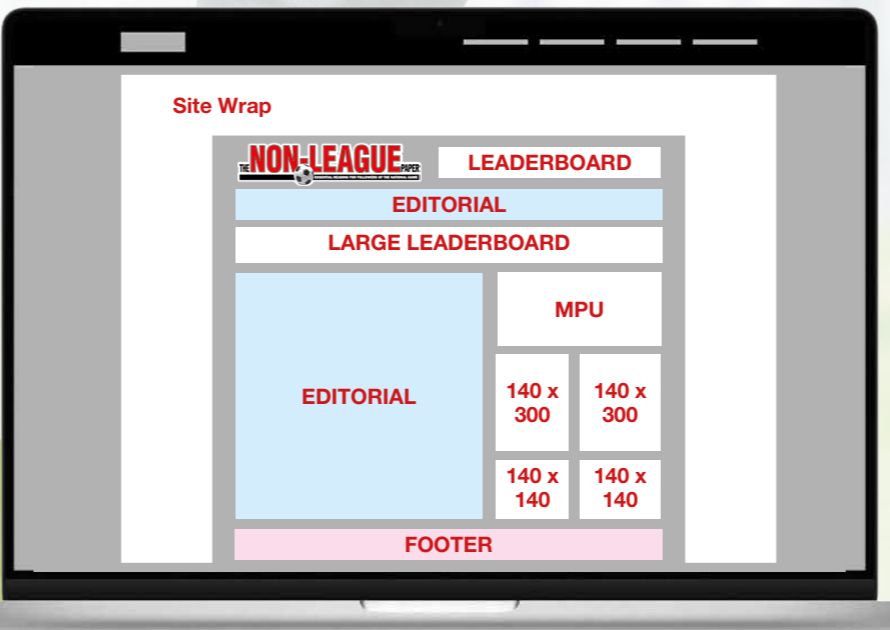 Site Wrap
THE NON-LEAGUE PAPER
LEADERBOARD
EDITORIAL
LARGE LEADERBOARD
MPU
EDITORIAL
140 x
300
140 x
300
140 x
140
140 x
140
FOOTER